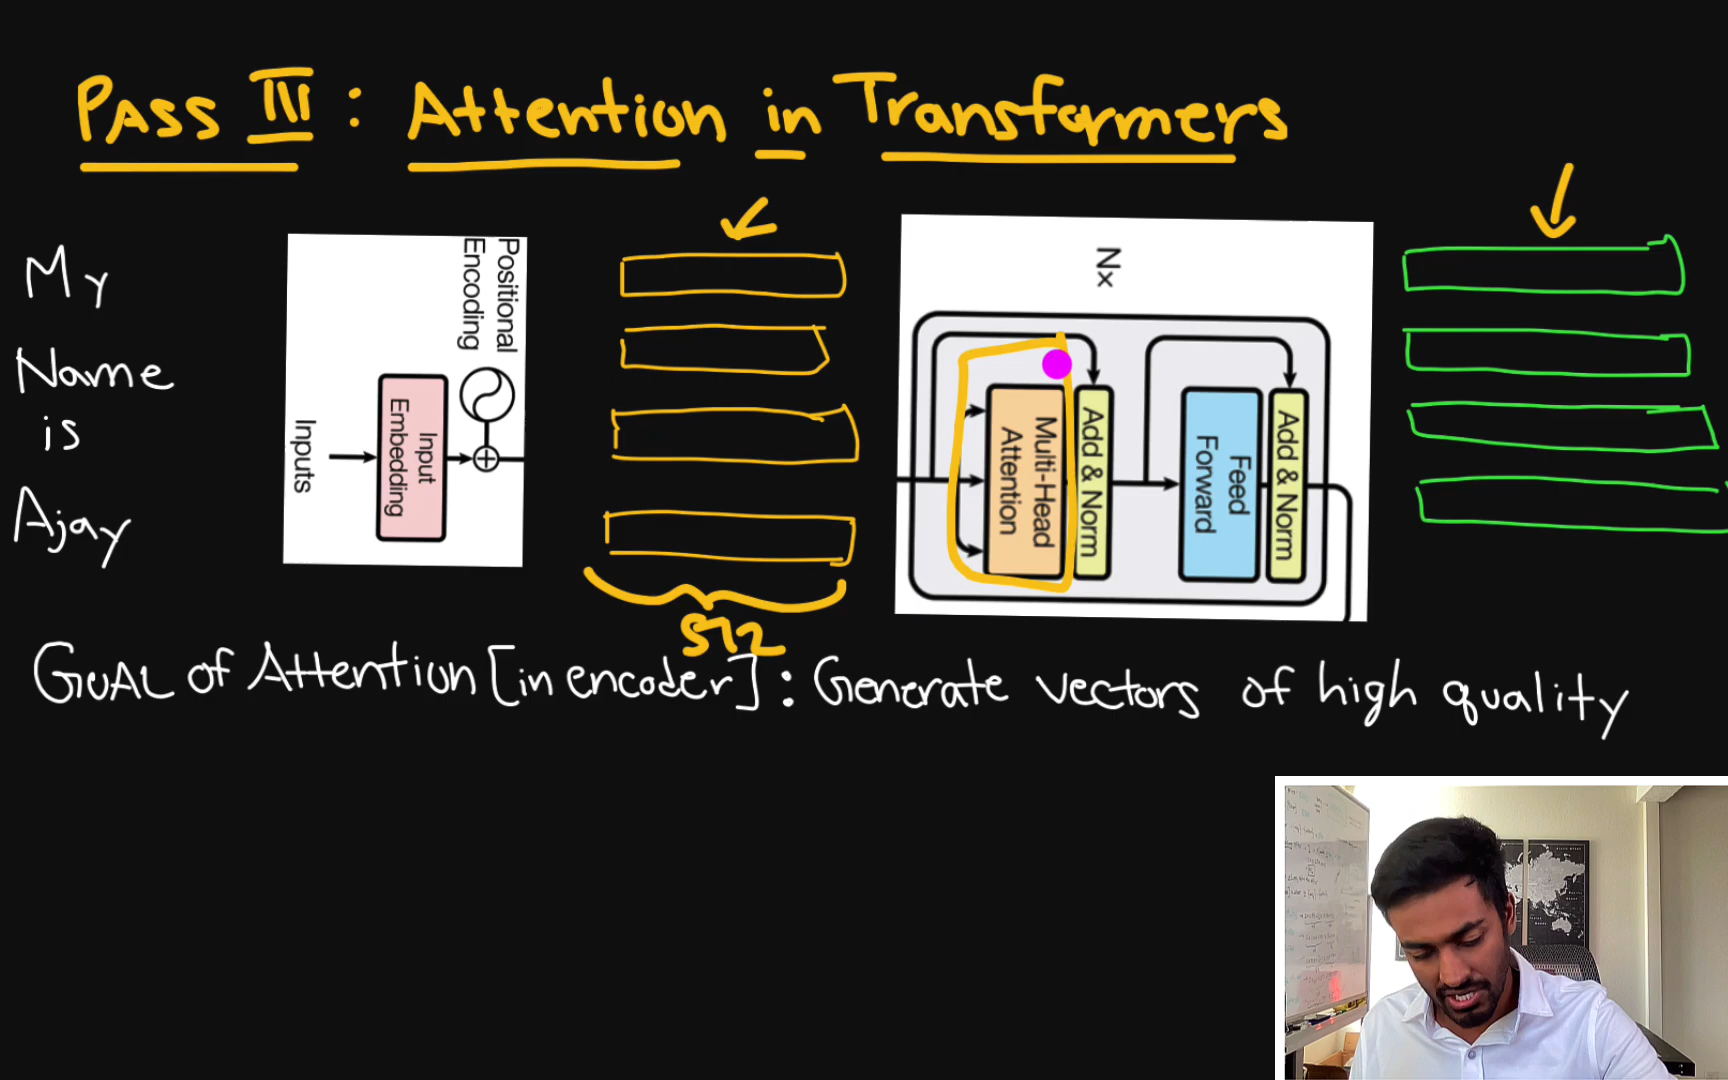 PASS III : Attention in Transformers
My
Name
is
Ajay
Positional
Encoding
Input
Embedding
Inputs
512
Nx
Multi-Head
Attention
Add & Norm
Feed
Forward
Add & Norm
GOAL of Attention [in encoder] : Generate vectors of high quality